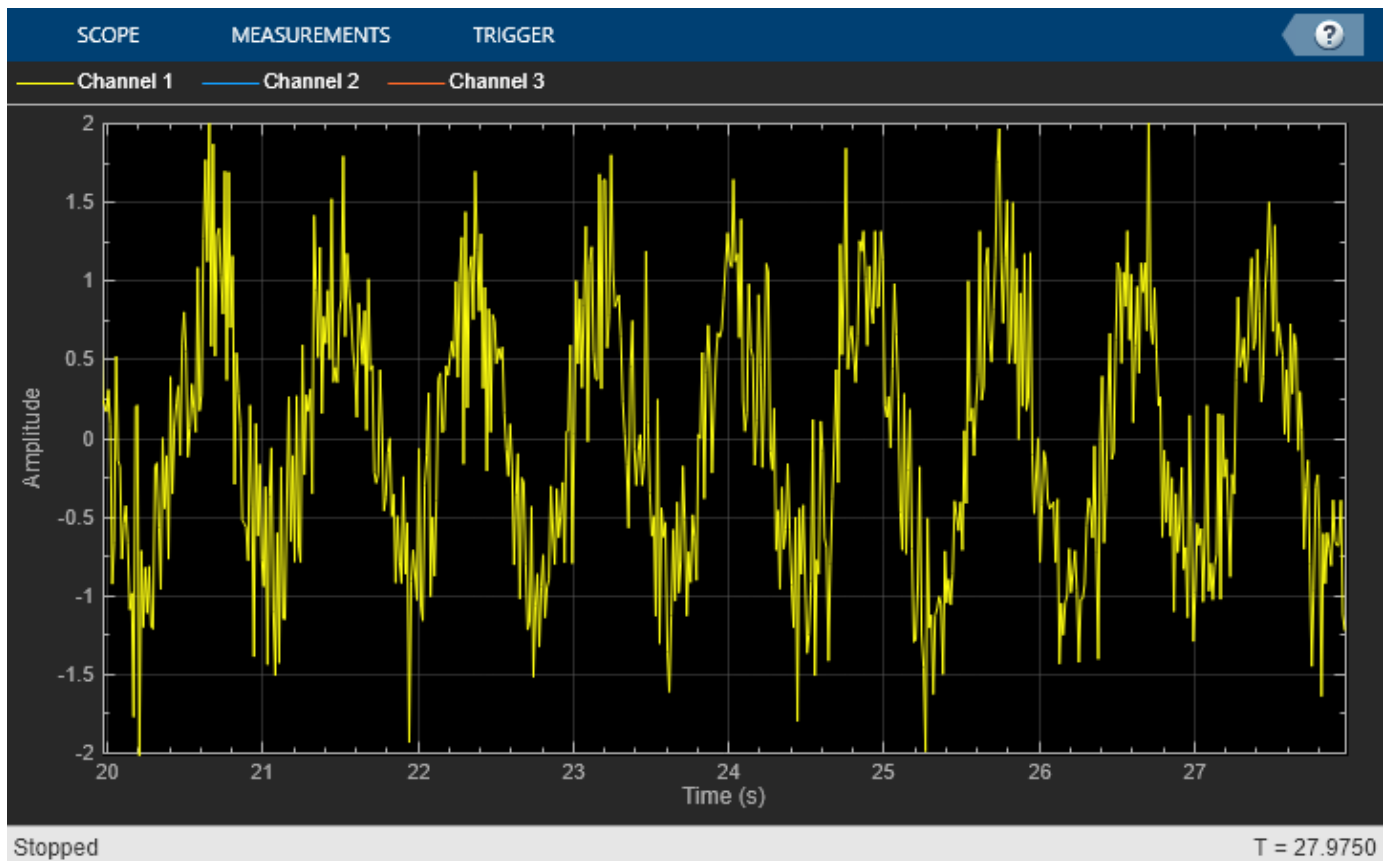 SCOPE MEASUREMENTS TRIGGER ?
Channel 1 Channel 2 Channel 3
2
1.5
1
0.5
0
-0.5
-1
-1.5
-2
Amplitude
20 21 22 23 24 25 26 27
Time (s)
Stopped T = 27.9750